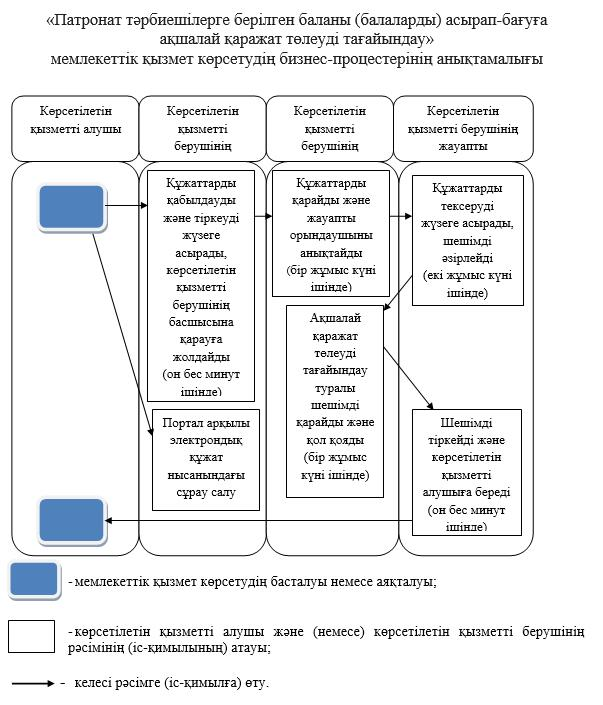 «Патронат тәрбиешілерге берілген баланы (балаларды) асырап-бағуға
ақшалай қаражат төлеуді тағайындау»
мемлекеттік қызмет көрсетудің бизнес-процестерінің анықтамалығы
Көрсетілетін
қызметті алушы
Көрсетілетін
қызметті
берушінің
Көрсетілетін
қызметті
берушінің
Көрсетілетін
қызметті берушінің
жауапты
Құжаттарды
қабылдауды
және тіркеуді
жүзеге
асырады,
көрсетілетін
қызметті
берушінің
басшысына
қарауға
жолдайды
(он бес минут
ішінде)
Құжаттарды
қарайды және
жауапты
орындаушыны
анықтайды
(бір жұмыс күні
ішінде)
Құжаттарды
тексеруді
жүзеге асырады,
шешімді
әзірлейді
(екі жұмыс күні
ішінде)
Ақшалай
қаражат
төлеуді
тағайындау
туралы
шешімді
қарайды және
қол қояды
(бір жұмыс
күні ішінде)
Портал арқылы
электрондық
құжат
нысанындағы
сұрау салу
Шешімді
тіркейді және
көрсетілетін
қызметті
алушыға береді
(он бес минут
ішінде)
- мемлекеттік қызмет көрсетудің басталуы немесе аяқталуы;
- көрсетілетін қызметті алушы және (немесе) көрсетілетін қызметті берушінің
рәсімінің (іс-қимылының) атауы;
- келесі рәсімге (іс-қимылға) өту.